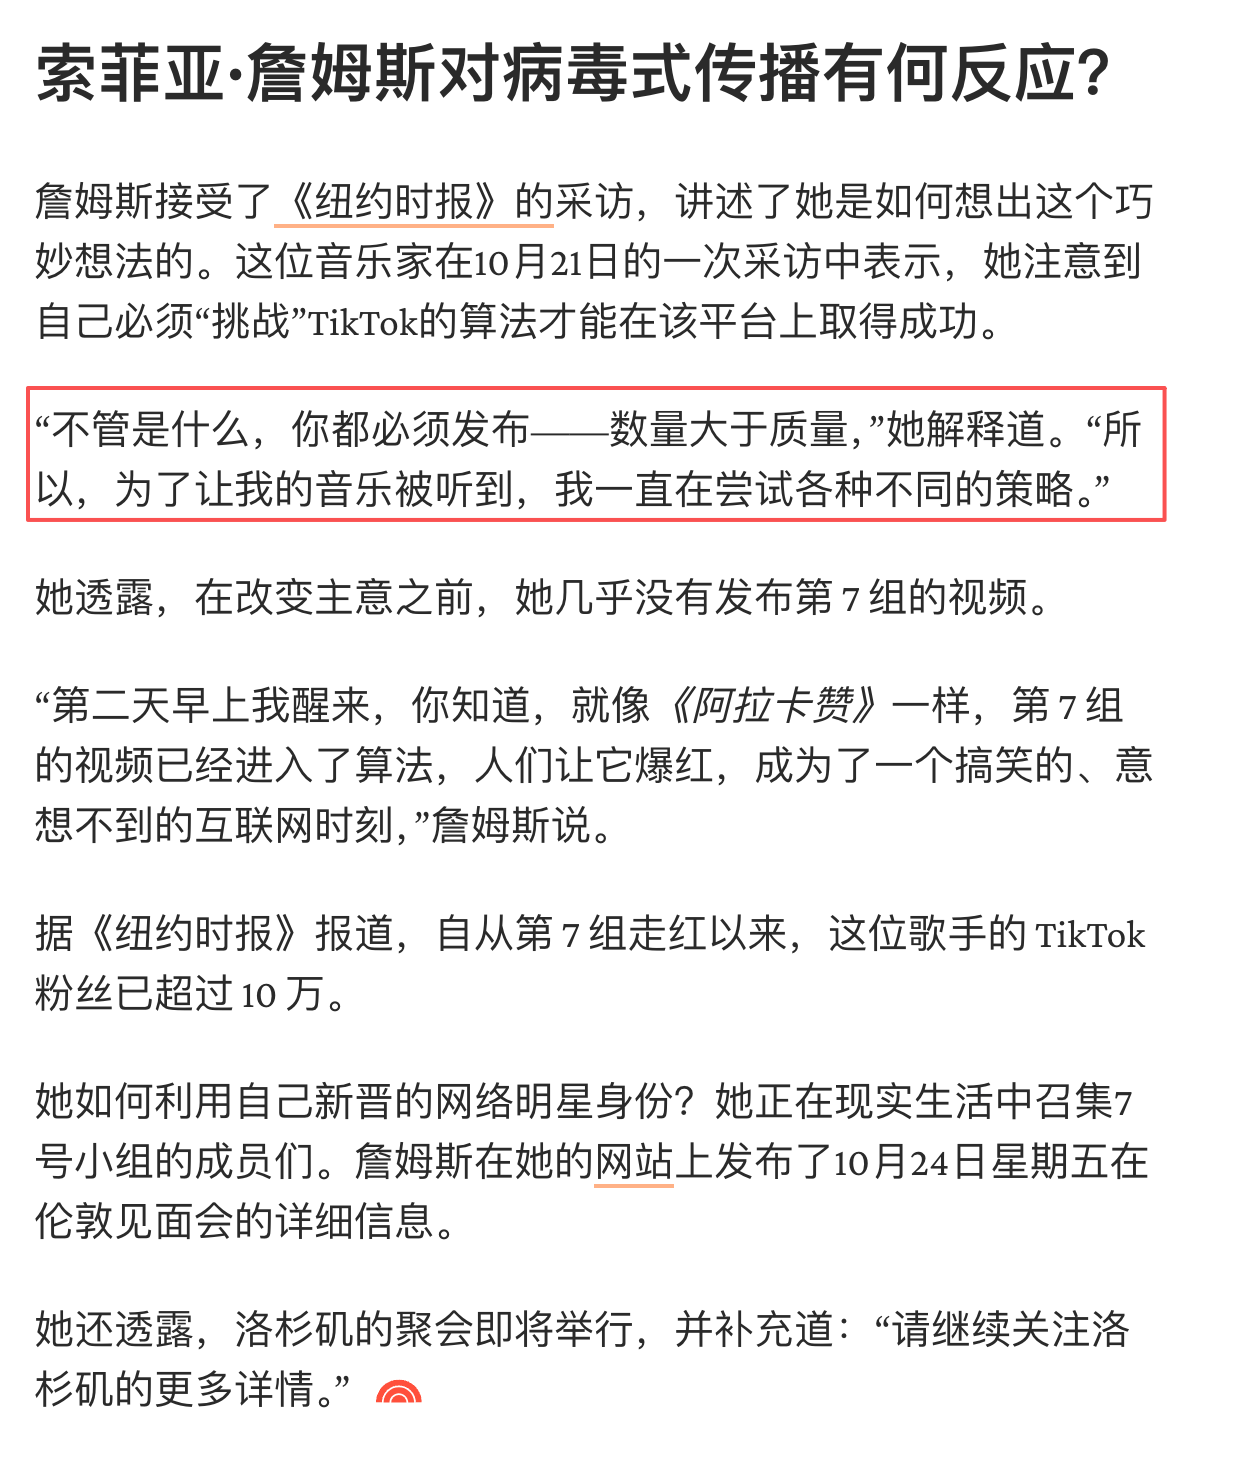 索菲亚·詹姆斯对病毒式传播有何反应？
詹姆斯接受了《纽约时报》的采访，讲述了她是如何想出这个巧
妙想法的。这位音乐家在10月21日的一次采访中表示，她注意到
自己必须“挑战”TikTok的算法才能在该平台上取得成功。
“不管是什么，你都必须发布——数量大于质量，”她解释道。“所
以，为了让我的音乐被听到，我一直在尝试各种不同的策略。”
她透露，在改变主意之前，她几乎没有发布第 7 组的视频。
“第二天早上我醒来，你知道，就像《阿拉卡赞》一样，第 7 组
的视频已经进入了算法，人们让它爆红，成为了一个搞笑的、意
想不到的互联网时刻，”詹姆斯说。
据《纽约时报》报道，自从第 7 组走红以来，这位歌手的 TikTok
粉丝已超过 10 万。
她如何利用自己新晋的网络明星身份？她正在现实生活中召集7
号小组的成员们。詹姆斯在她的网站上发布了10月24日星期五在
伦敦见面会的详细信息。
她还透露，洛杉矶的聚会即将举行，并补充道：“请继续关注洛
杉矶的更多详情。”